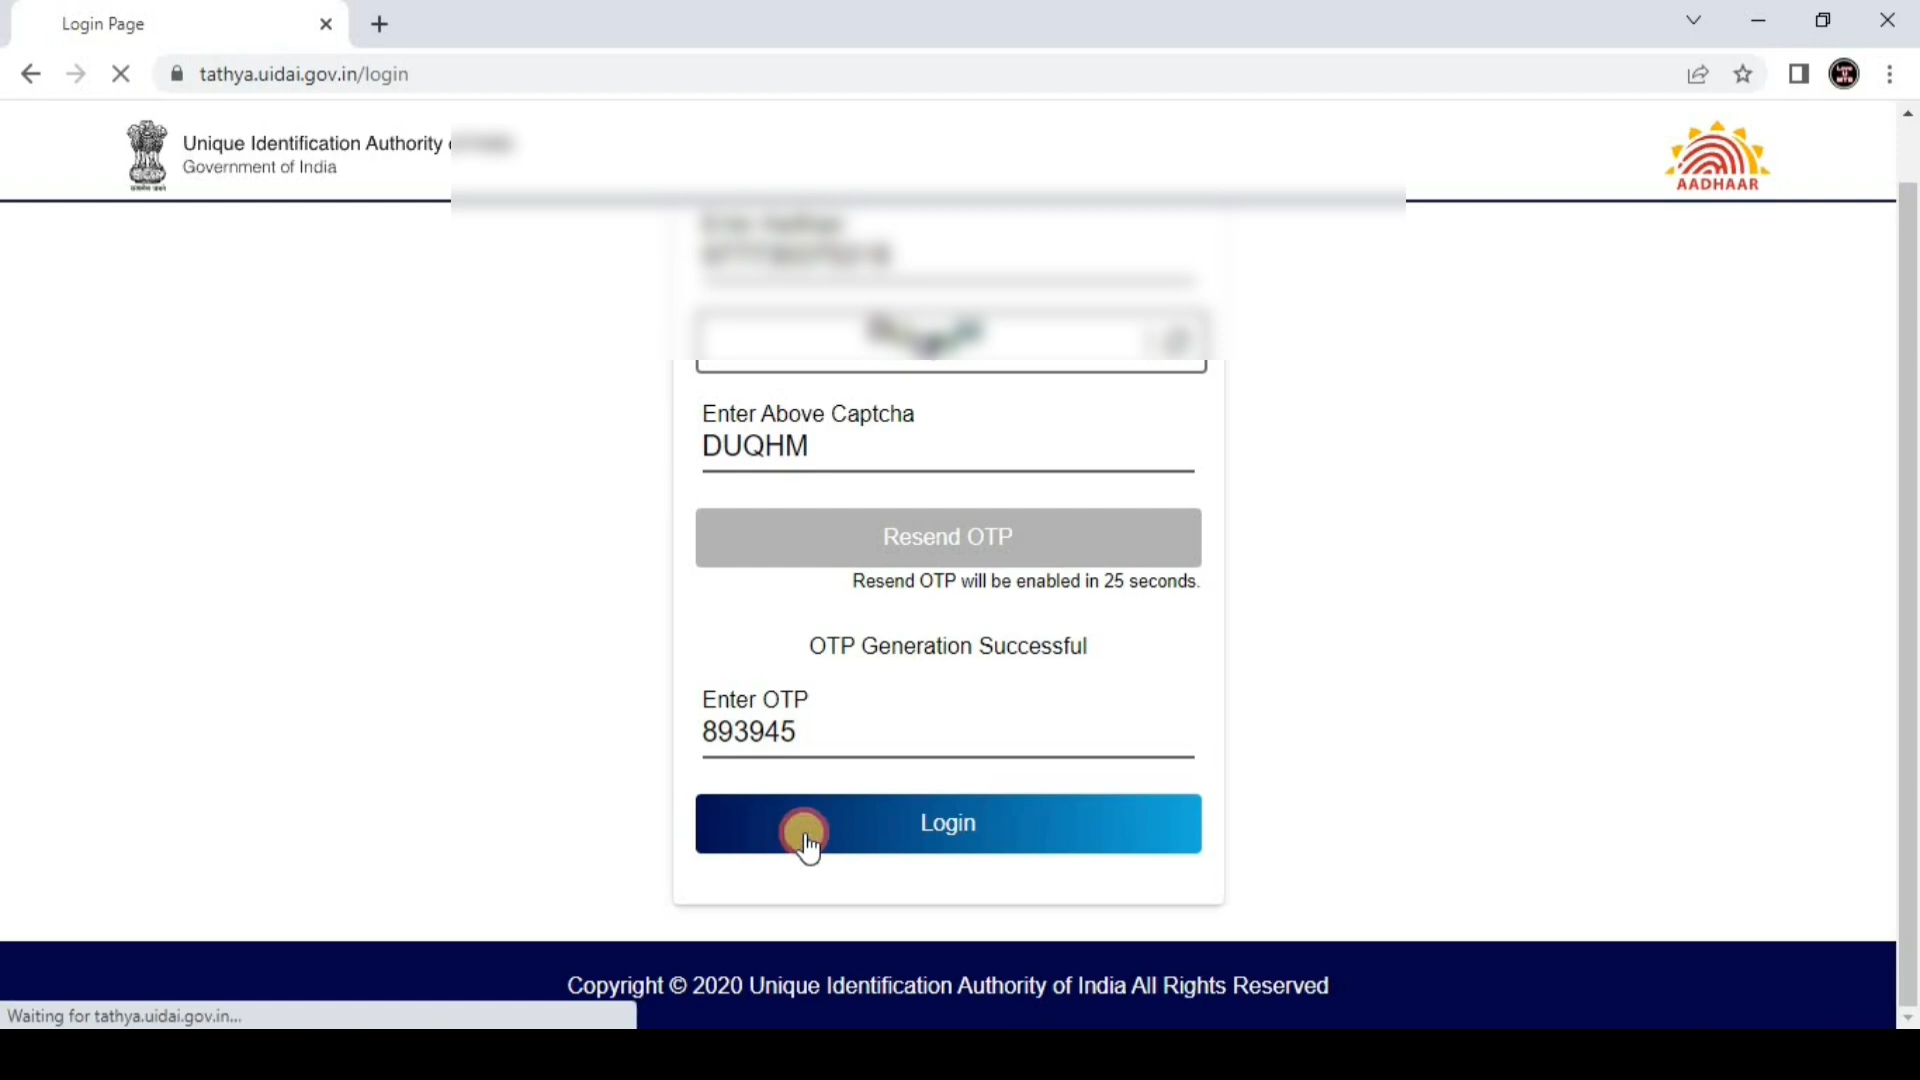 Login Page
tathya.uidai.gov.in/login
Unique Identification Authority
Government of India
AADHAAR
Enter Above Captcha
DUQHM
Resend OTP
Resend OTP will be enabled in 25 seconds.
OTP Generation Successful
Enter OTP
893945
Login
Copyright © 2020 Unique Identification Authority of India All Rights Reserved
Waiting for tathya.uidai.gov.in...